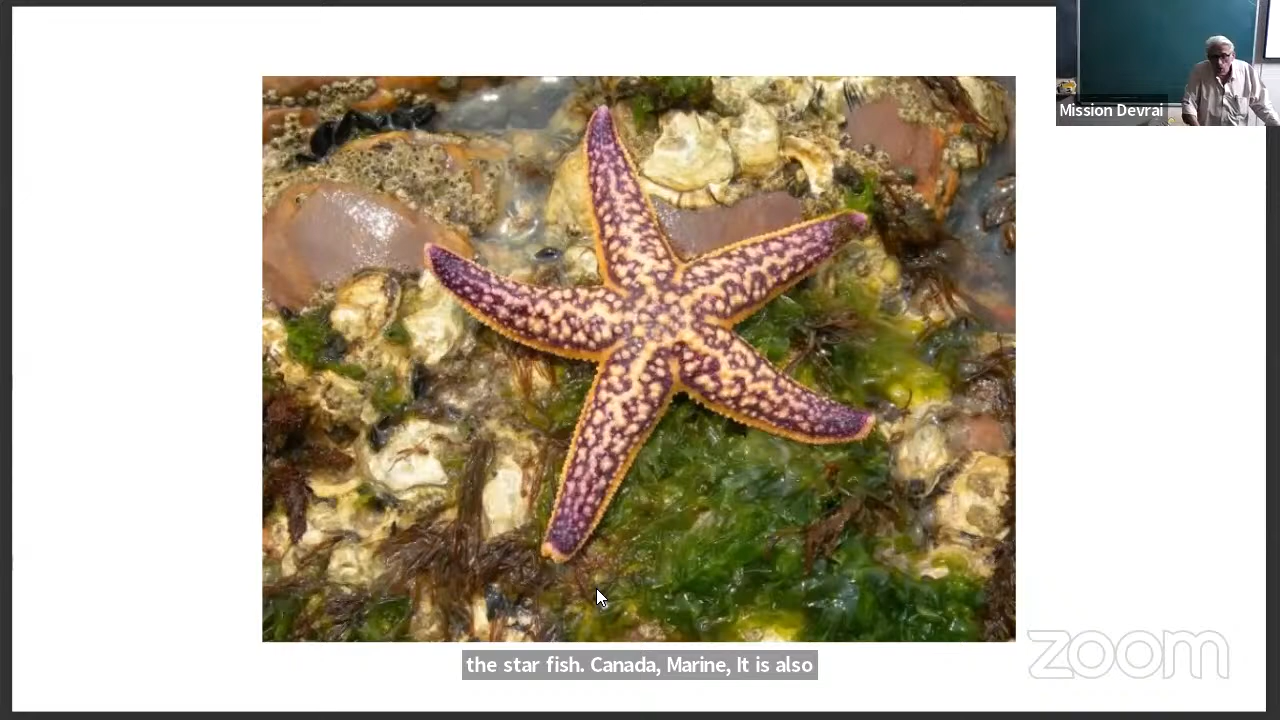 Mission Devrai
the star fish. Canada, Marine, It is also
zoom